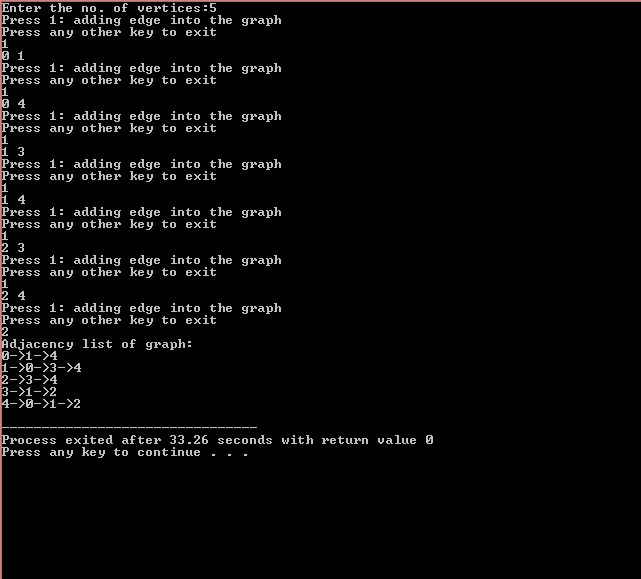 Enter the no. of vertices:5
Press 1: adding edge into the graph
Press any other key to exit
1
0 1
Press 1: adding edge into the graph
Press any other key to exit
1
0 4
Press 1: adding edge into the graph
Press any other key to exit
1
1 3
Press 1: adding edge into the graph
Press any other key to exit
1
1 4
Press 1: adding edge into the graph
Press any other key to exit
1
2 3
Press 1: adding edge into the graph
Press any other key to exit
1
2 4
Press 1: adding edge into the graph
Press any other key to exit
2
Adjacency list of graph:
0->1->4
1->0->3->4
2->3->4
3->1->2
4->0->1->2
--------------------------------
Process exited after 33.26 seconds with return value 0
Press any key to continue . . .